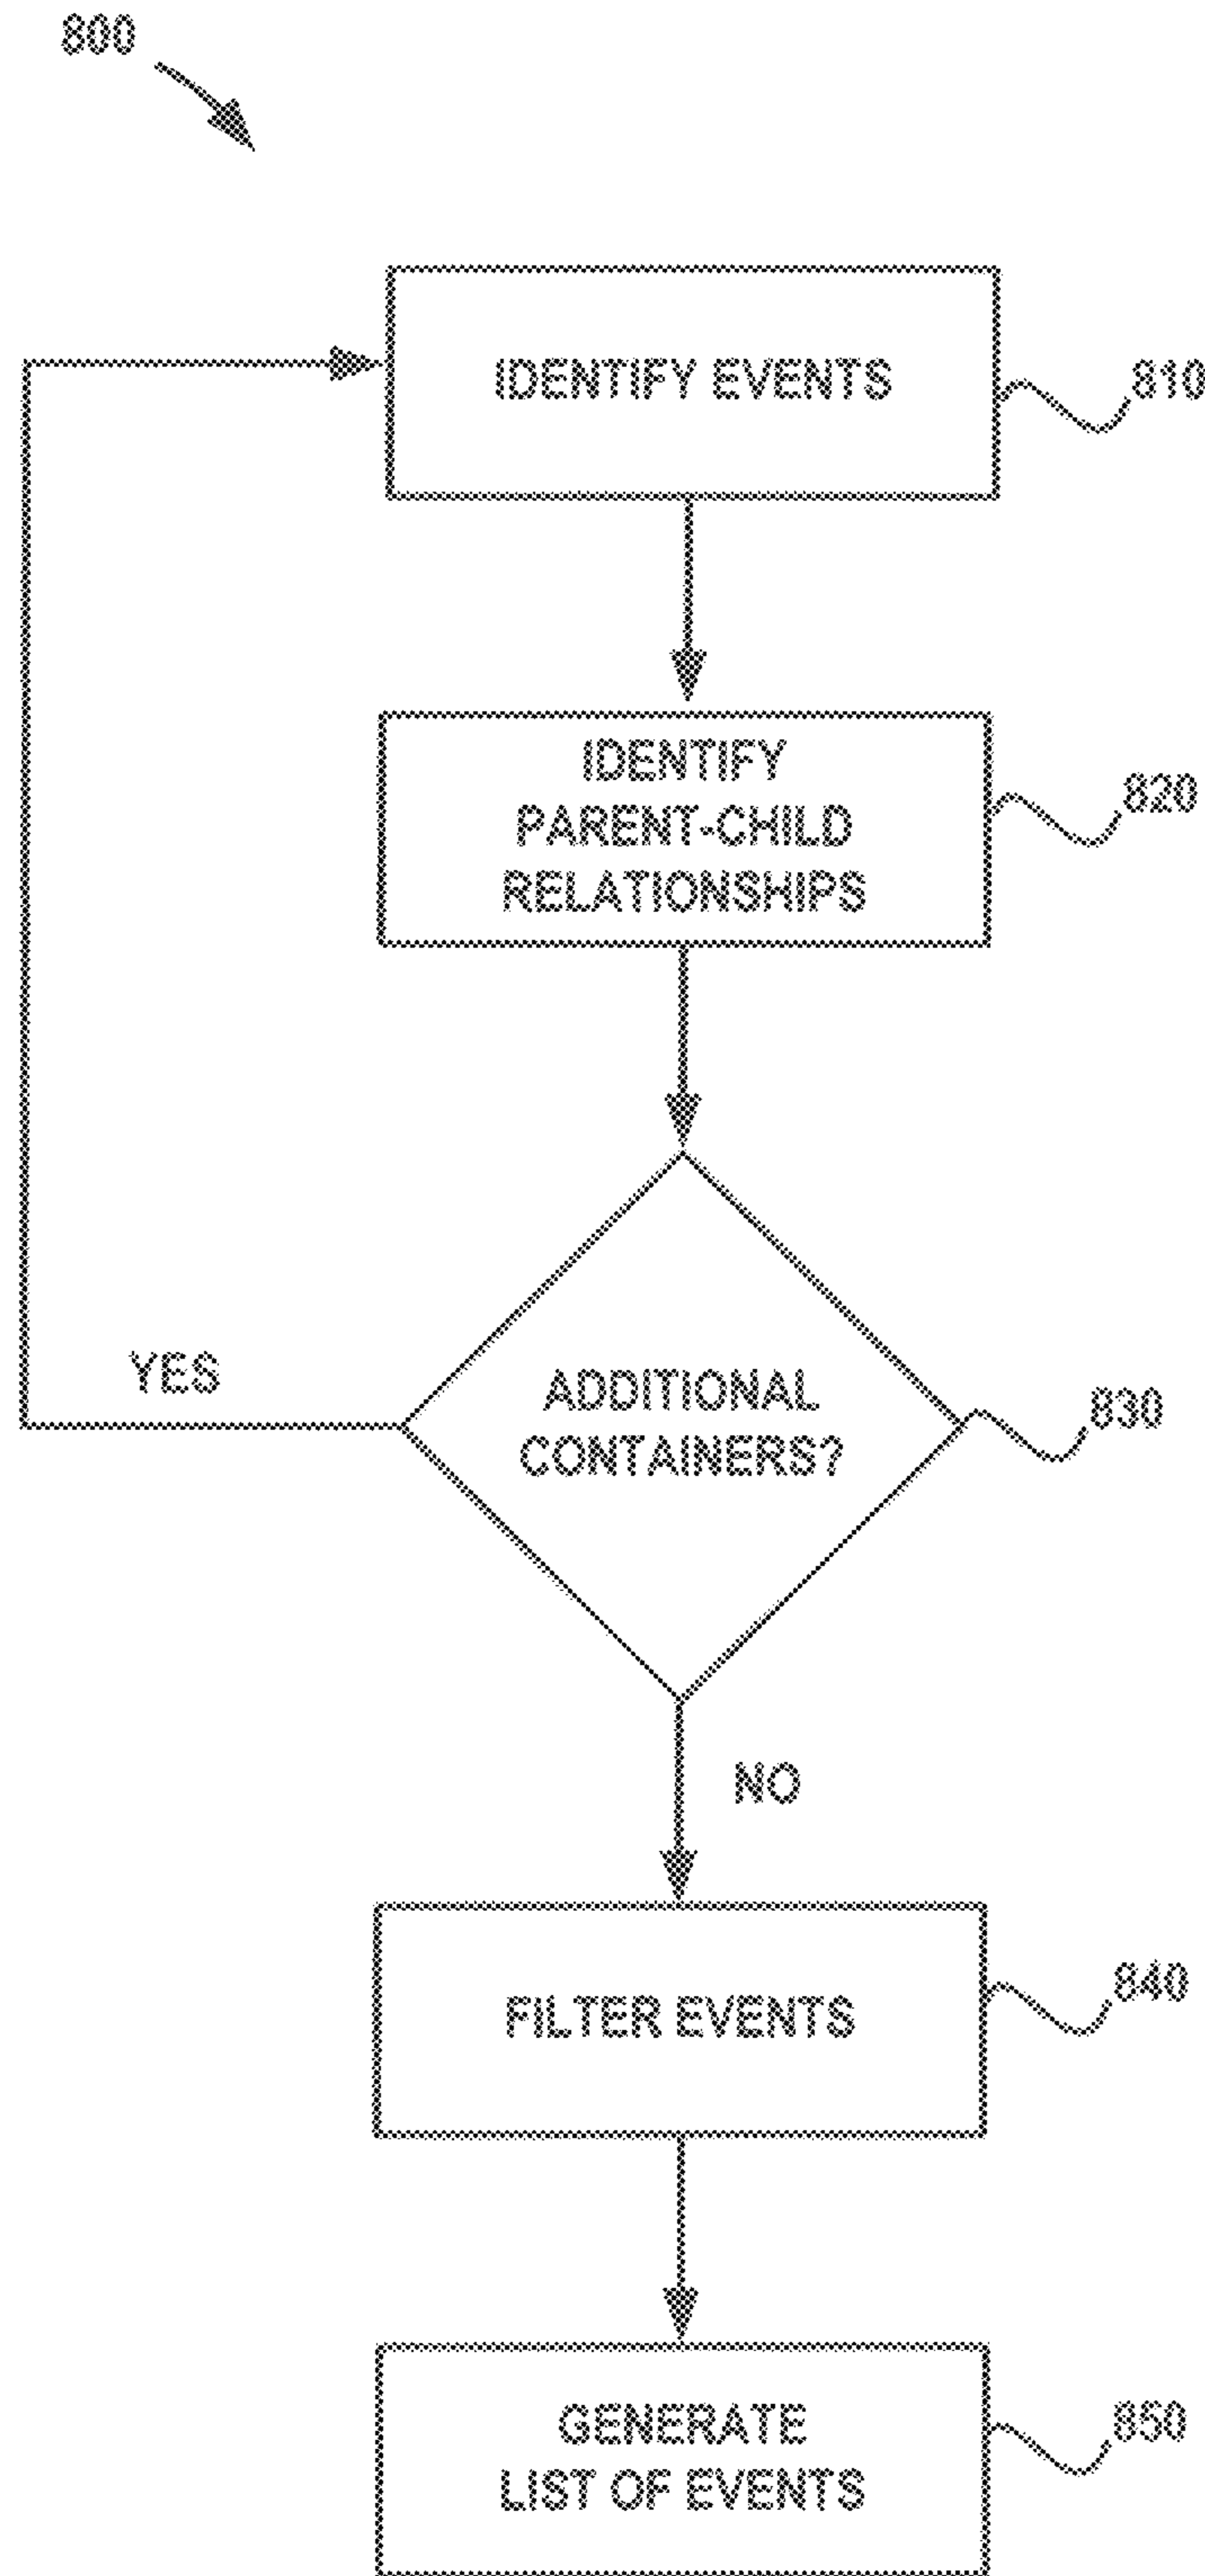 800
IDENTIFY EVENTS
810
IDENTIFY
PARENT-CHILD
RELATIONSHIPS
820
YES
ADDITIONAL
CONTAINERS?
830
NO
FILTER EVENTS
840
GENERATE
LIST OF EVENTS
850